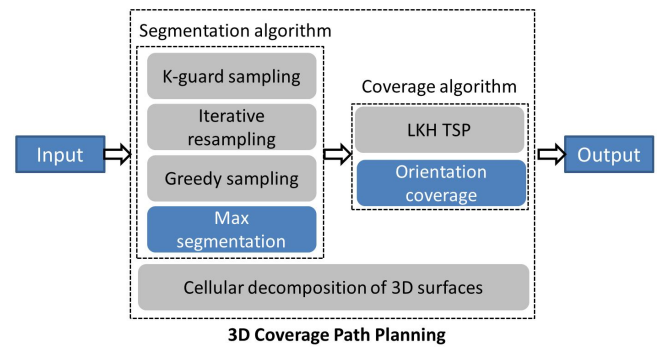 Segmentation algorithm
K-guard sampling
Iterative
resampling
Greedy sampling
Max
segmentation
Coverage algorithm
LKH TSP
Orientation
coverage
Input
Output
Cellular decomposition of 3D surfaces
3D Coverage Path Planning